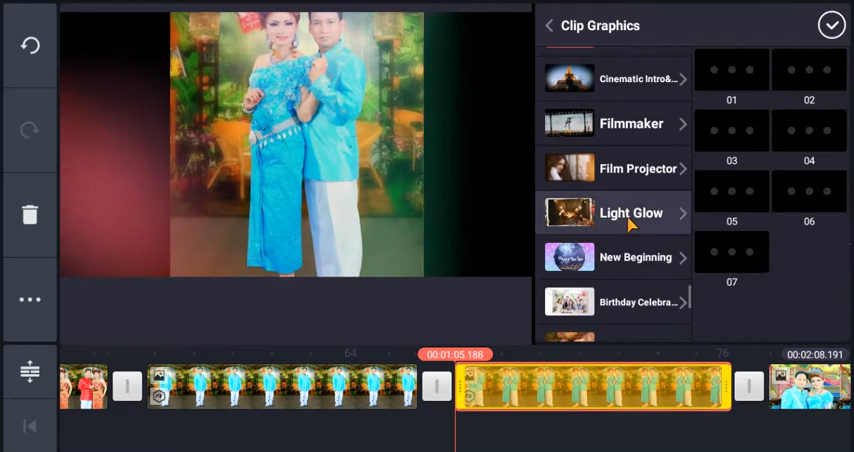 Clip Graphics
Cinematic Intro&...
Filmmaker
Film Projector
Light Glow
New Beginning
Birthday Celebra...
01
02
03
04
05
06
07
64
00:01:05.188
76
00:02:08.191